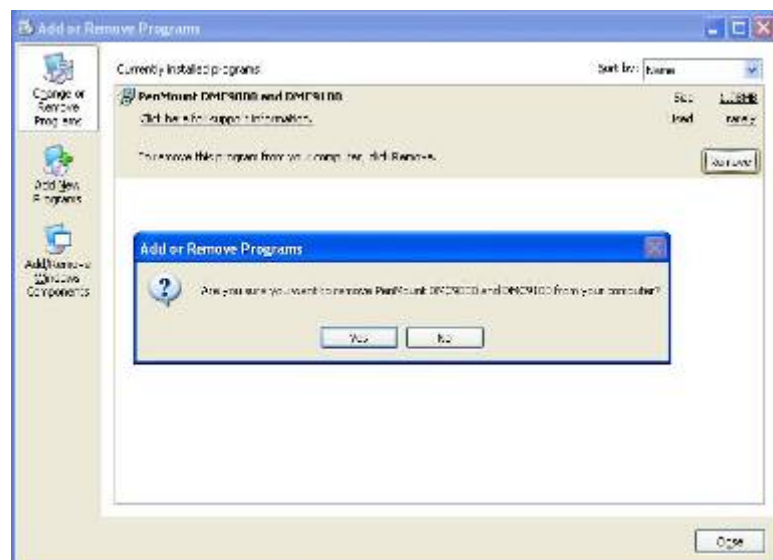 Add or Remove Programs
Change or Remove Programs
Currently installed programs
Sort by: Name
PenMount DMC9000 and DMC9100
Size
Click here for support information.
Used rarely
To remove this program from your computer, click Remove.
Remove
Add New Programs
Add/Remove Windows Components
Add or Remove Programs
Are you sure you want to remove PenMount DMC9000 and DMC9100 from your computer?
Yes
No
Close